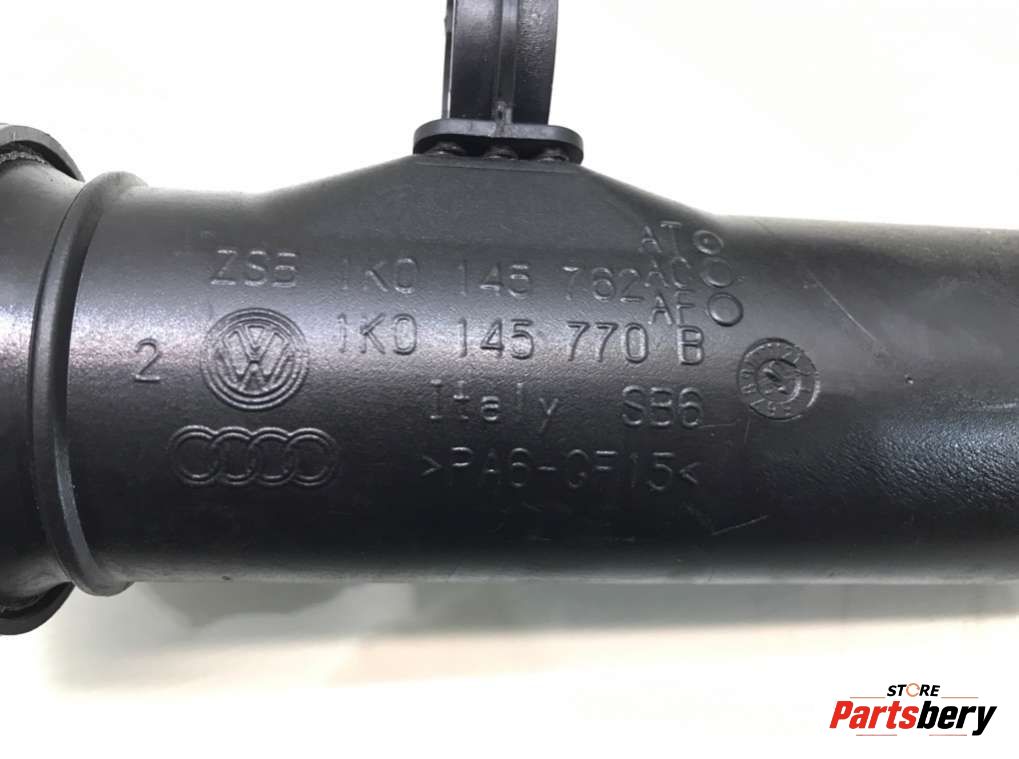 AT
ZSB 1K0 145 762 AC
AF
1K0 145 770 B
2
Italy SB6
>PA6-GF15<
STORE
Partsbery